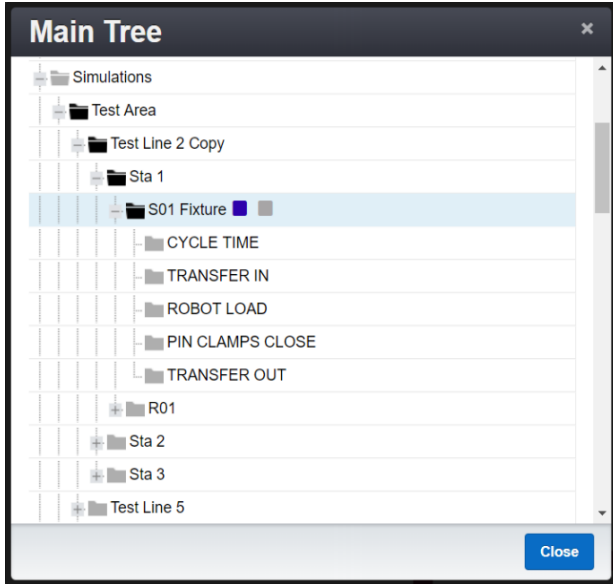 Main Tree
Simulations
Test Area
Test Line 2 Copy
Sta 1
S01 Fixture
CYCLE TIME
TRANSFER IN
ROBOT LOAD
PIN CLAMPS CLOSE
TRANSFER OUT
R01
Sta 2
Sta 3
Test Line 5
Close